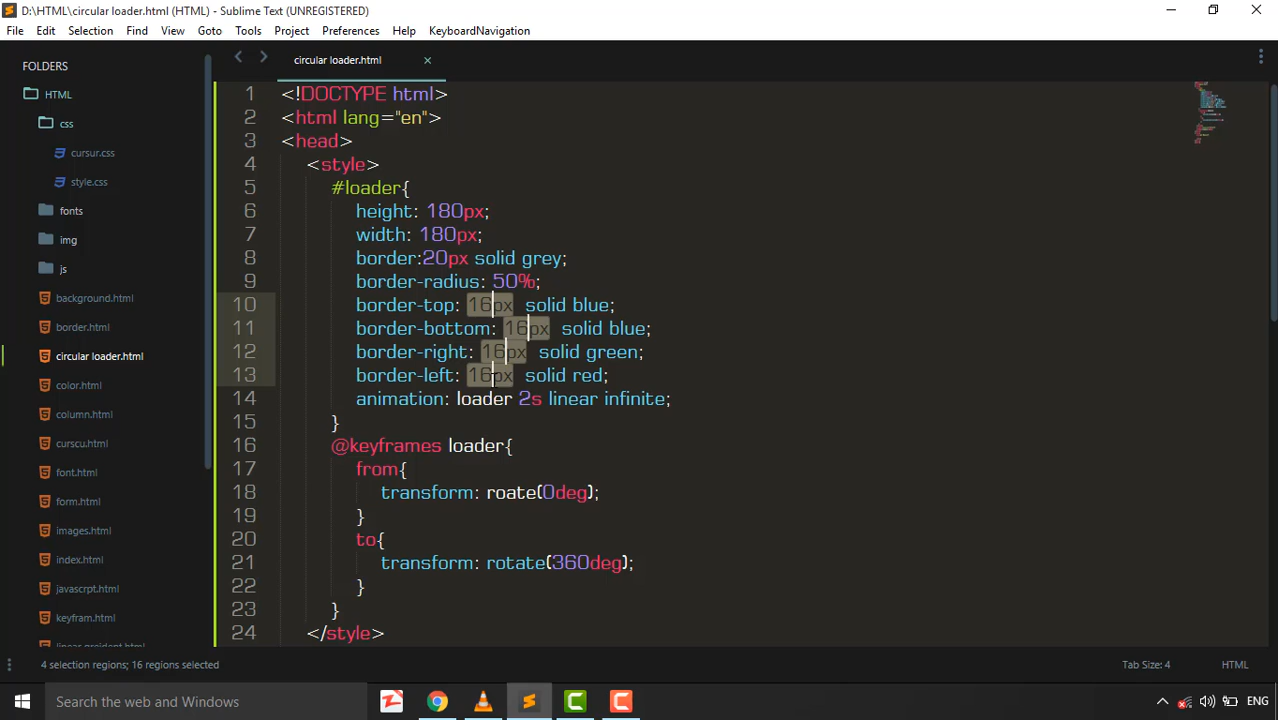 D:\HTML\circular loader.html (HTML) - Sublime Text (UNREGISTERED)
File Edit Selection Find View Goto Tools Project Preferences Help KeyboardNavigation
FOLDERS
HTML
css
cursur.css
style.css
fonts
img
js
background.html
border.html
circular loader.html
color.html
column.html
curscu.html
font.html
form.html
images.html
index.html
javascrpt.html
keyfram.html
linear greident.html
circular loader.html ×
1 <!DOCTYPE html>
2 <html lang="en">
3 <head>
4 <style>
5 #loader{
6 height: 180px;
7 width: 180px;
8 border:20px solid grey;
9 border-radius: 50%;
10 border-top: 16px solid blue;
11 border-bottom: 16px solid blue;
12 border-right: 16px solid green;
13 border-left: 16px solid red;
14 animation: loader 2s linear infinite;
15 }
16 @keyframes loader{
17 from{
18 transform: roate(0deg);
19 }
20 to{
21 transform: rotate(360deg);
22 }
23 }
24 </style>
4 selection regions; 16 regions selected Tab Size: 4 HTML
Search the web and Windows ENG